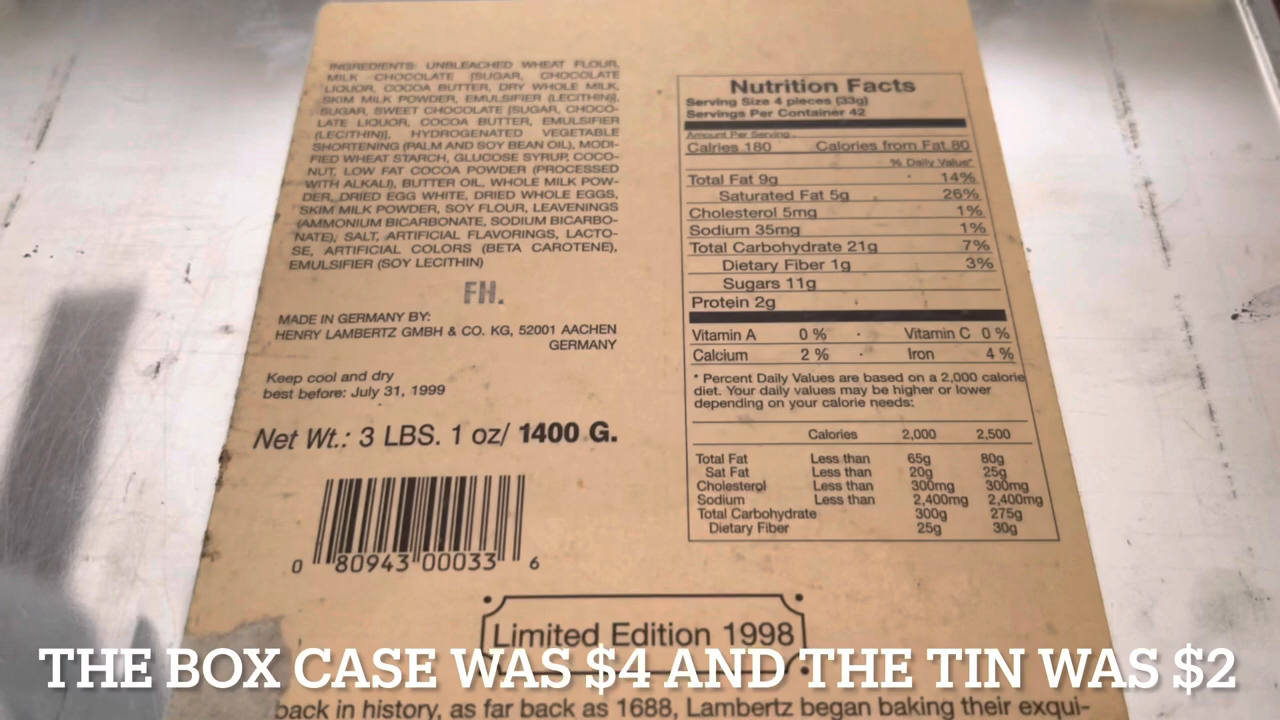 INGREDIENTS: UNBLEACHED WHEAT FLOUR,
MILK CHOCOLATE [SUGAR, CHOCOLATE
LIQUOR, COCOA BUTTER, DRY WHOLE MILK,
SKIM MILK POWDER, EMULSIFIER (LECITHIN)],
SUGAR, SWEET CHOCOLATE [SUGAR, CHOCO-
LATE LIQUOR, COCOA BUTTER, EMULSIFIER
(LECITHIN)], HYDROGENATED VEGETABLE
SHORTENING (PALM AND SOY BEAN OIL), MODI-
FIED WHEAT STARCH, GLUCOSE SYRUP, COCO-
NUT, LOW FAT COCOA POWDER (PROCESSED
WITH ALKALI), BUTTER OIL, WHOLE MILK POW-
DER, DRIED EGG WHITE, DRIED WHOLE EGGS,
SKIM MILK POWDER, SOY FLOUR, LEAVENINGS
(AMMONIUM BICARBONATE, SODIUM BICARBO-
NATE), SALT, ARTIFICIAL FLAVORINGS, LACTO-
SE, ARTIFICIAL COLORS (BETA CAROTENE),
EMULSIFIER (SOY LECITHIN)
FH.
MADE IN GERMANY BY:
HENRY LAMBERTZ GMBH & CO. KG, 52001 AACHEN
GERMANY
Keep cool and dry
best before: July 31, 1999
Net Wt.: 3 LBS. 1 oz/ 1400 G.
0 80943 00033 6
Nutrition Facts
Serving Size 4 pieces (33g)
Servings Per Container 42
Amount Per Serving
Calries 180 Calories from Fat 80
% Daily Value*
Total Fat 9g 14%
Saturated Fat 5g 26%
Cholesterol 5mg 1%
Sodium 35mg 1%
Total Carbohydrate 21g 7%
Dietary Fiber 1g 3%
Sugars 11g
Protein 2g
Vitamin A 0 % · Vitamin C 0 %
Calcium 2 % · Iron 4 %
* Percent Daily Values are based on a 2,000 calorie
diet. Your daily values may be higher or lower
depending on your calorie needs:
Calories 2,000 2,500
Total Fat Less than 65g 80g
Sat Fat Less than 20g 25g
Cholesterol Less than 300mg 300mg
Sodium Less than 2,400mg 2,400mg
Total Carbohydrate 300g 275g
Dietary Fiber 25g 30g
Limited Edition 1998
THE BOX CASE WAS $4 AND THE TIN WAS $2
back in history, as far back as 1688, Lambertz began baking their exqui-